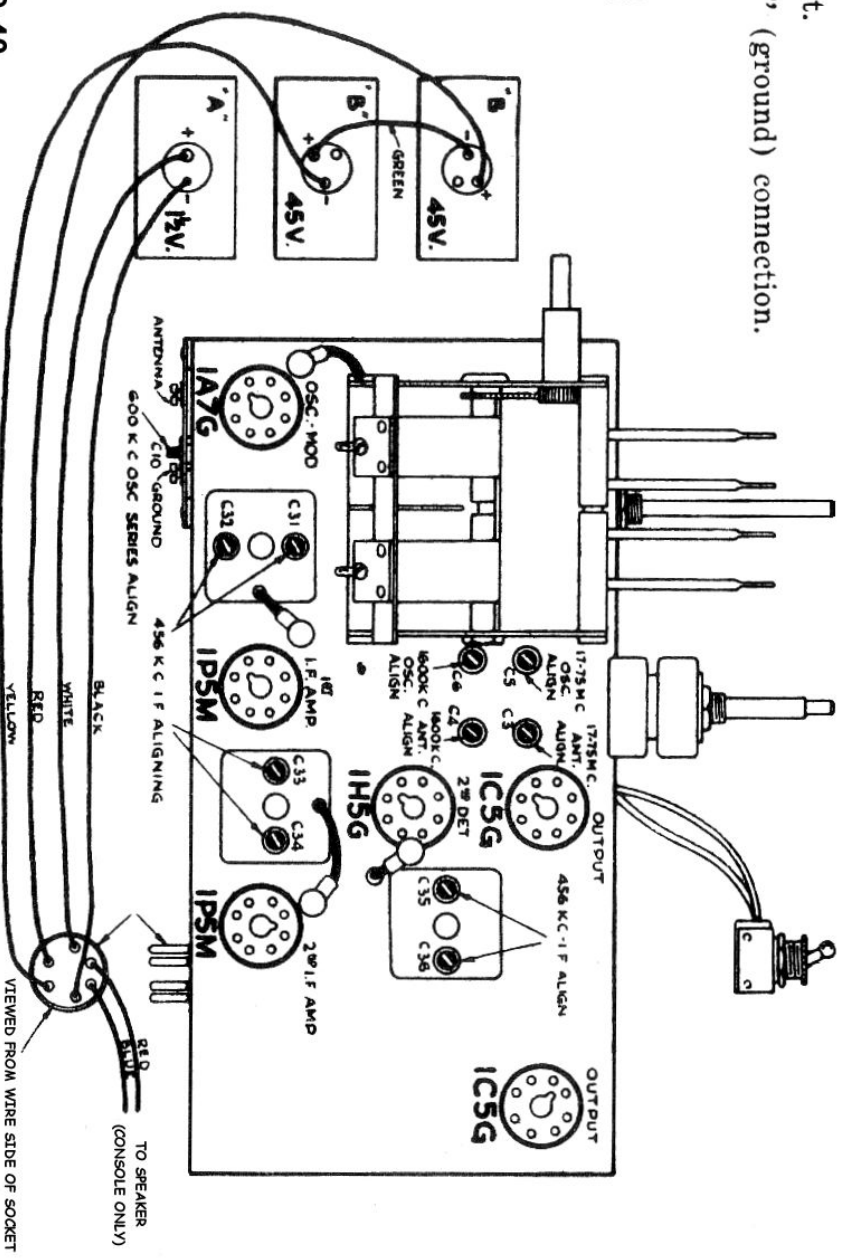 t.
” (ground) connection.
"B"
45V.
+
-
GREEN
"B"
45V.
+
-
"A"
1½V.
+
-
OUTPUT
1C5G
OUTPUT
1C5G
17.75 M C
OSC.
ALIGN
C5
17.75 M C.
ANT.
ALIGN.
C3
C6
1600 K C
OSC.
ALIGN
C4
1600 K C.
ANT.
ALIGN
2ND DET
1H5G
456 KC-I F ALIGN
C35
C36
OSC.-MOD
1A7G
C31
C32
1ST
I.F. AMP.
1P5M
C33
C34
2ND I.F AMP
1P5M
ANTENNA
C10 GROUND
600 K C OSC SERIES ALIGN
456 K C I F ALIGNING
BLACK
WHITE
RED
YELLOW
RED
BLUE
TO SPEAKER
(CONSOLE ONLY)
VIEWED FROM WIRE SIDE OF SOCKET